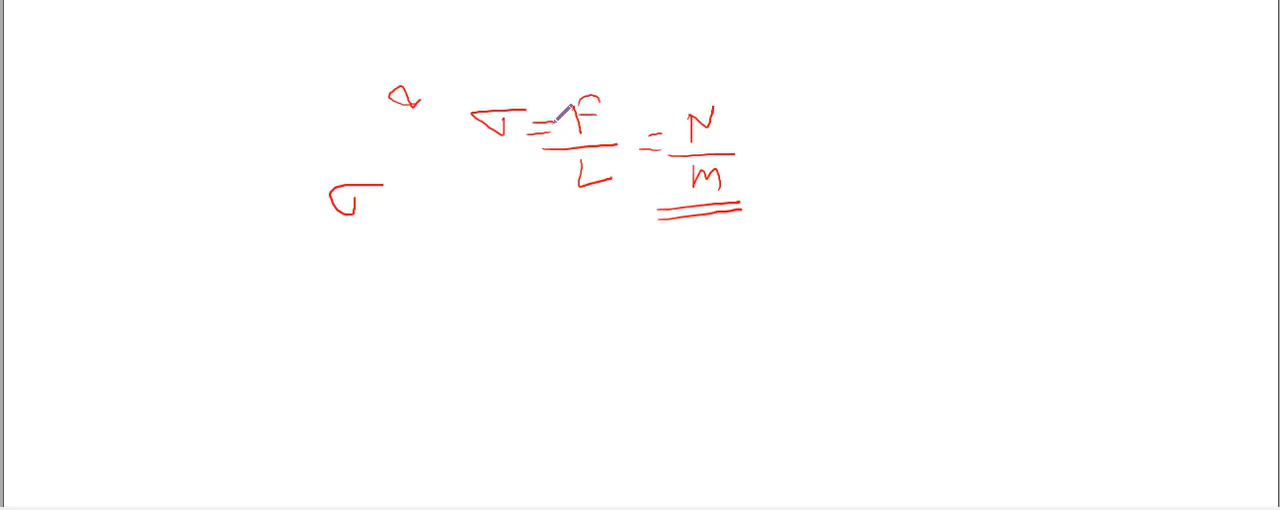 σ = F/L = N/m
σ